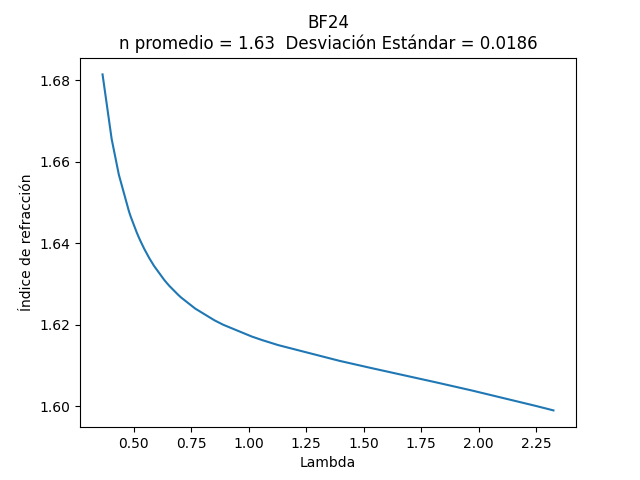 BF24
n promedio = 1.63  Desviación Estándar = 0.0186
1.68
1.66
1.64
1.62
1.60
Índice de refracción
0.50 0.75 1.00 1.25 1.50 1.75 2.00 2.25
Lambda